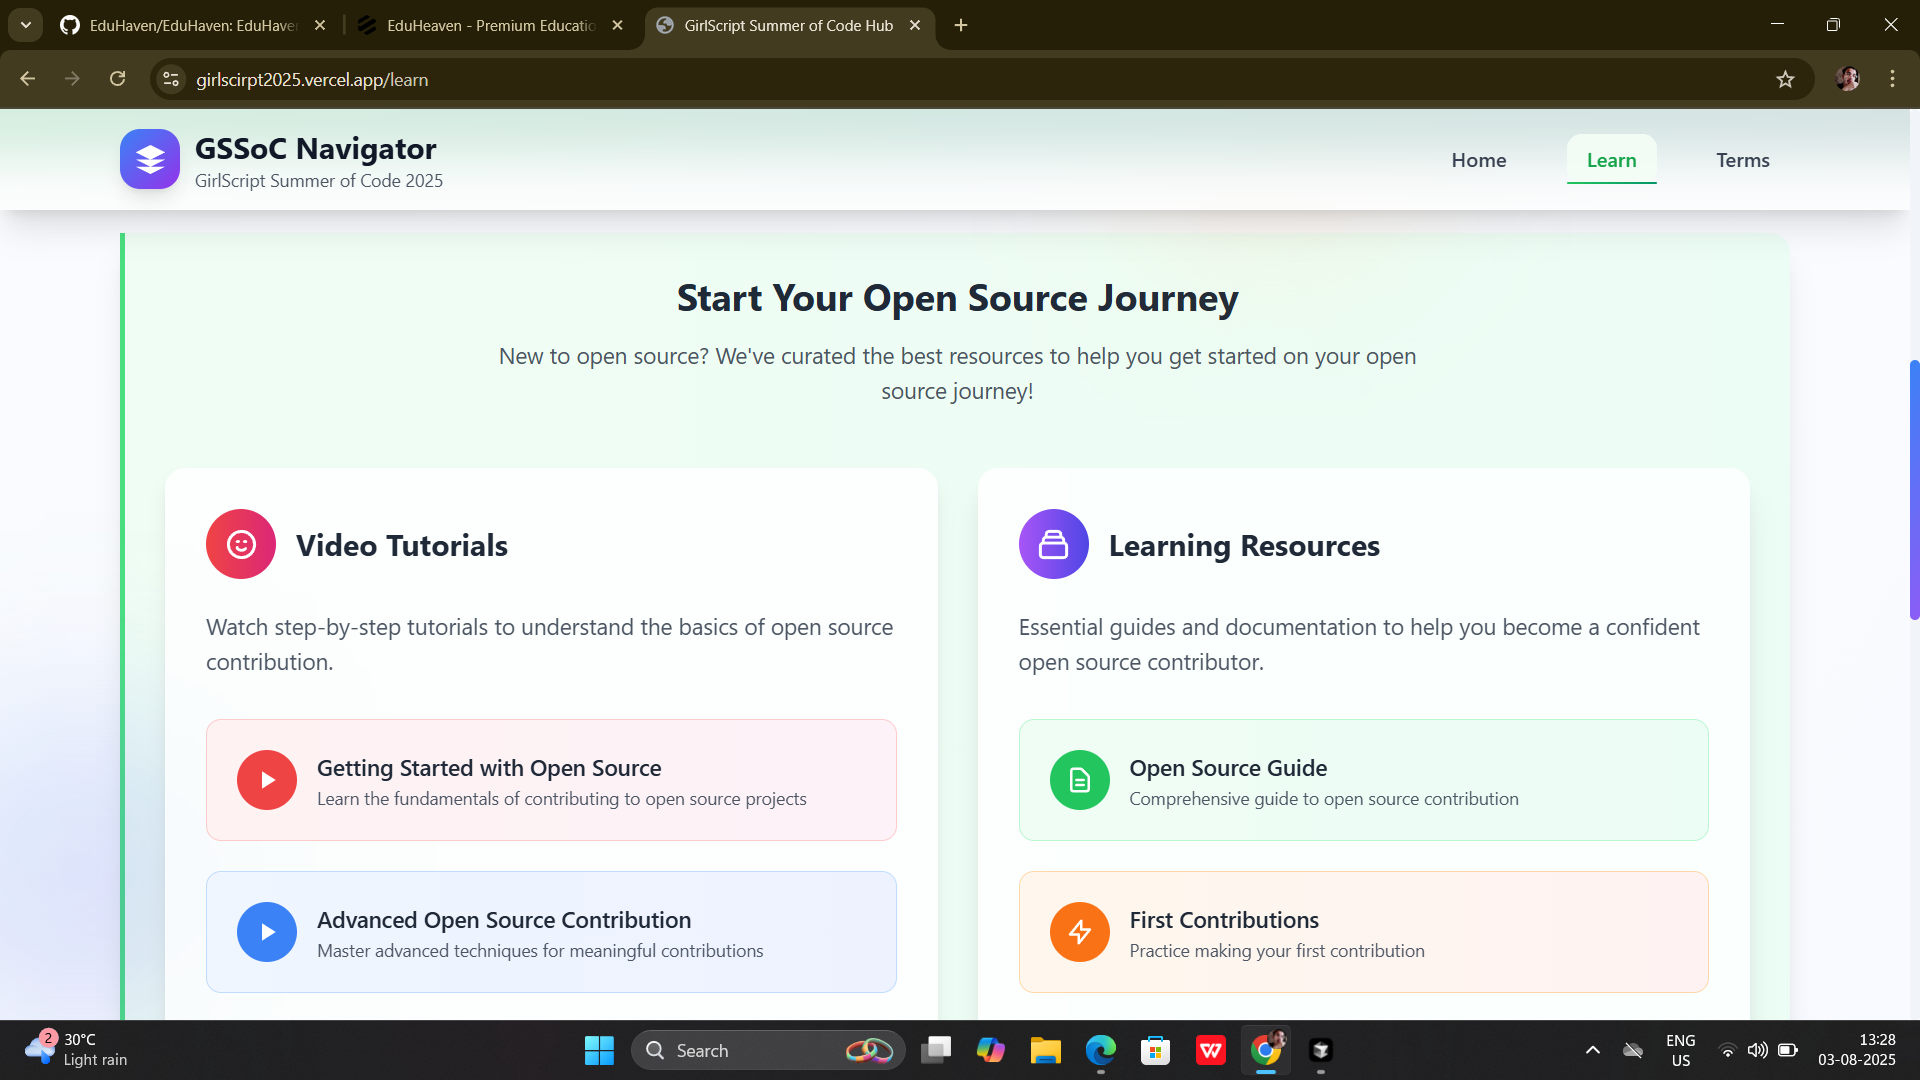 EduHaven/EduHaven: EduHaven
EduHeaven - Premium Educatio
GirlScript Summer of Code Hub
girlscirpt2025.vercel.app/learn
GSSoC Navigator
GirlScript Summer of Code 2025
Home
Learn
Terms
Start Your Open Source Journey
New to open source? We've curated the best resources to help you get started on your open
source journey!
Video Tutorials
Watch step-by-step tutorials to understand the basics of open source
contribution.
Getting Started with Open Source
Learn the fundamentals of contributing to open source projects
Advanced Open Source Contribution
Master advanced techniques for meaningful contributions
Learning Resources
Essential guides and documentation to help you become a confident
open source contributor.
Open Source Guide
Comprehensive guide to open source contribution
First Contributions
Practice making your first contribution
2
30°C
Light rain
Search
W
ENG
US
13:28
03-08-2025